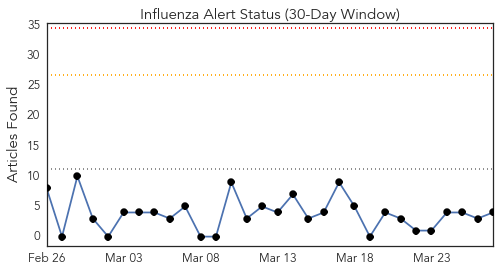 Influenza Alert Status (30-Day Window)
Articles Found
35
30
25
20
15
10
5
0
Feb 26 Mar 03 Mar 08 Mar 13 Mar 18 Mar 23